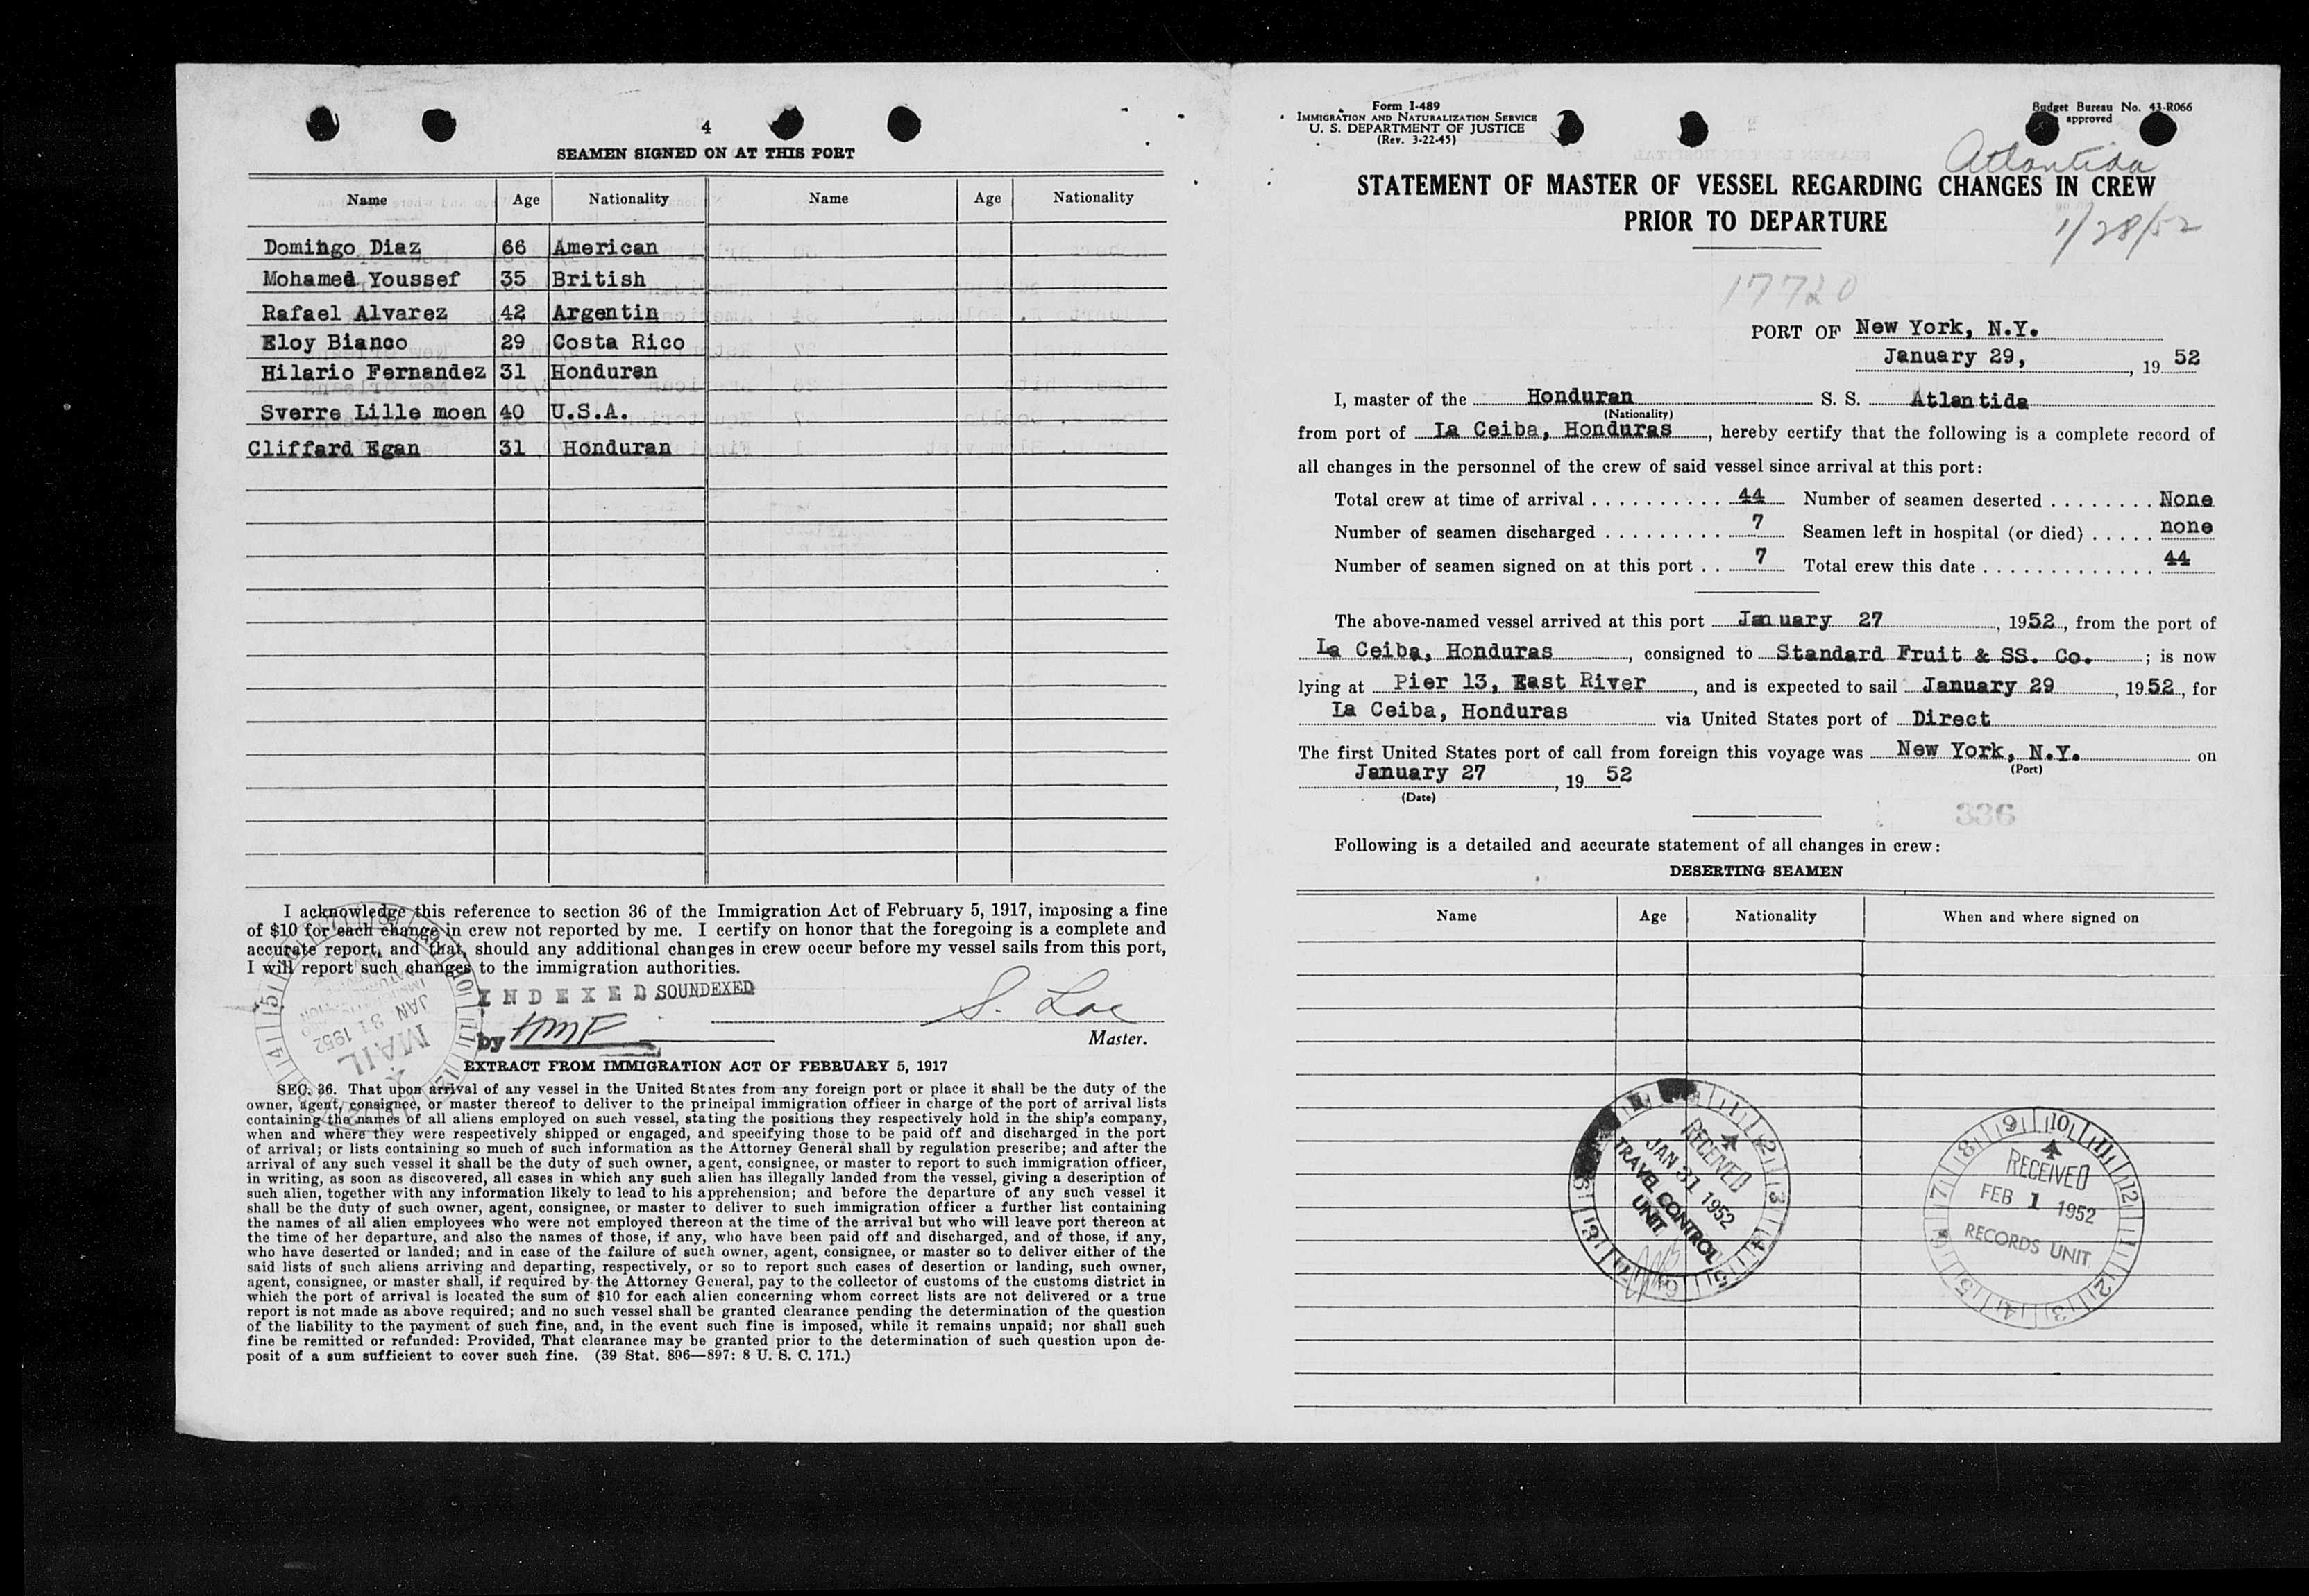 4
SEAMEN SIGNED ON AT THIS PORT
Name Age Nationality Name Age Nationality
Domingo Diaz 66 American
Mohamed Youssef 35 British
Rafael Alvarez 42 Argentin
Eloy Bianco 29 Costa Rico
Hilario Fernandez 31 Honduran
Sverre Lille moen 40 U.S.A.
Cliffard Egan 31 Honduran
I acknowledge this reference to section 36 of the Immigration Act of February 5, 1917, imposing a fine
of $10 for each change in crew not reported by me. I certify on honor that the foregoing is a complete and
accurate report, and that, should any additional changes in crew occur before my vessel sails from this port,
I will report such changes to the immigration authorities.
INDEXED SOUNDEXED
S. Loe
by
Master.
MAIL
JAN 31 1952
EXTRACT FROM IMMIGRATION ACT OF FEBRUARY 5, 1917
SEC. 36. That upon arrival of any vessel in the United States from any foreign port or place it shall be the duty of the
owner, agent, consignee, or master thereof to deliver to the principal immigration officer in charge of the port of arrival lists
containing the names of all aliens employed on such vessel, stating the positions they respectively hold in the ship's company,
when and where they were respectively shipped or engaged, and specifying those to be paid off and discharged in the port
of arrival; or lists containing so much of such information as the Attorney General shall by regulation prescribe; and after the
arrival of any such vessel it shall be the duty of such owner, agent, consignee, or master to report to such immigration officer,
in writing, as soon as discovered, all cases in which any such alien has illegally landed from the vessel, giving a description of
such alien, together with any information likely to lead to his apprehension; and before the departure of any such vessel it
shall be the duty of such owner, agent, consignee, or master to deliver to such immigration officer a further list containing
the names of all alien employees who were not employed thereon at the time of the arrival but who will leave port thereon at
the time of her departure, and also the names of those, if any, who have been paid off and discharged, and of those, if any,
who have deserted or landed; and in case of the failure of such owner, agent, consignee, or master so to deliver either of the
said lists of such aliens arriving and departing, respectively, or so to report such cases of desertion or landing, such owner,
agent, consignee, or master shall, if required by the Attorney General, pay to the collector of customs of the customs district in
which the port of arrival is located the sum of $10 for each alien concerning whom correct lists are not delivered or a true
report is not made as above required; and no such vessel shall be granted clearance pending the determination of the question
of the liability to the payment of such fine, and, in the event such fine is imposed, while it remains unpaid; nor shall such
fine be remitted or refunded: Provided, That clearance may be granted prior to the determination of such question upon de-
posit of a sum sufficient to cover such fine. (39 Stat. 896—897: 8 U. S. C. 171.)
Form I-489
IMMIGRATION AND NATURALIZATION SERVICE
U. S. DEPARTMENT OF JUSTICE
(Rev. 3-22-45)
Budget Bureau No. 43-R066
approved
Atlantida
STATEMENT OF MASTER OF VESSEL REGARDING CHANGES IN CREW
PRIOR TO DEPARTURE
1/28/52
17720
PORT OF New York, N.Y.
January 29, , 19 52
I, master of the Honduran S. S. Atlantida
(Nationality)
from port of La Ceiba, Honduras , hereby certify that the following is a complete record of
all changes in the personnel of the crew of said vessel since arrival at this port:
Total crew at time of arrival 44 Number of seamen deserted None
Number of seamen discharged 7 Seamen left in hospital (or died) none
Number of seamen signed on at this port 7 Total crew this date 44
The above-named vessel arrived at this port January 27 , 1952 , from the port of
La Ceiba, Honduras , consigned to Standard Fruit & SS. Co. ; is now
lying at Pier 13, East River , and is expected to sail January 29 , 1952 , for
La Ceiba, Honduras via United States port of Direct
The first United States port of call from foreign this voyage was New York, N.Y. on
(Port)
January 27 , 19 52
(Date)
336
Following is a detailed and accurate statement of all changes in crew:
DESERTING SEAMEN
Name Age Nationality When and where signed on
RECEIVED
JAN 31 1952
TRAVEL CONTROL
UNIT
RECEIVED
FEB 1 1952
RECORDS UNIT